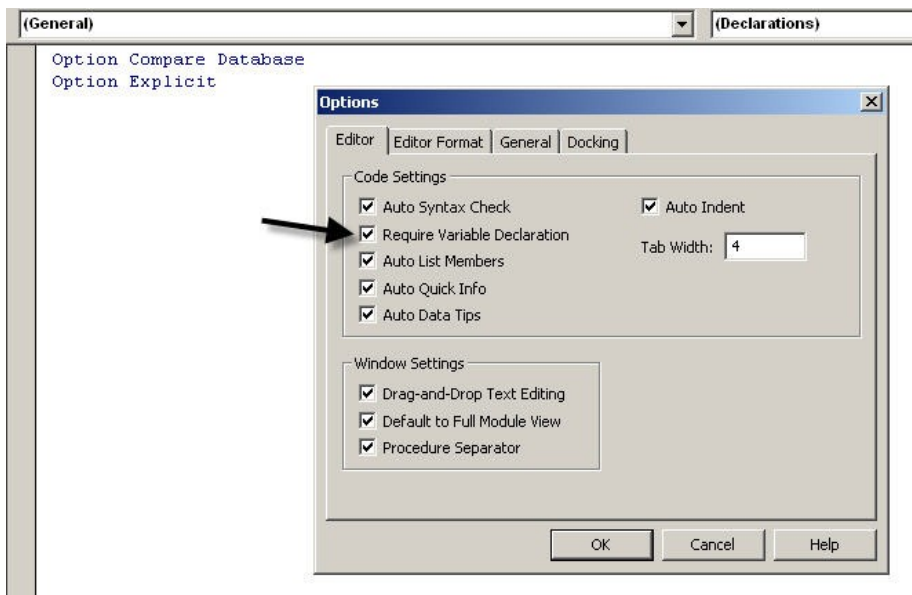 (General) (Declarations)
Option Compare Database
Option Explicit
Options
Editor Editor Format General Docking
Code Settings
Auto Syntax Check Auto Indent
Require Variable Declaration Tab Width: 4
Auto List Members
Auto Quick Info
Auto Data Tips
Window Settings
Drag-and-Drop Text Editing
Default to Full Module View
Procedure Separator
OK Cancel Help